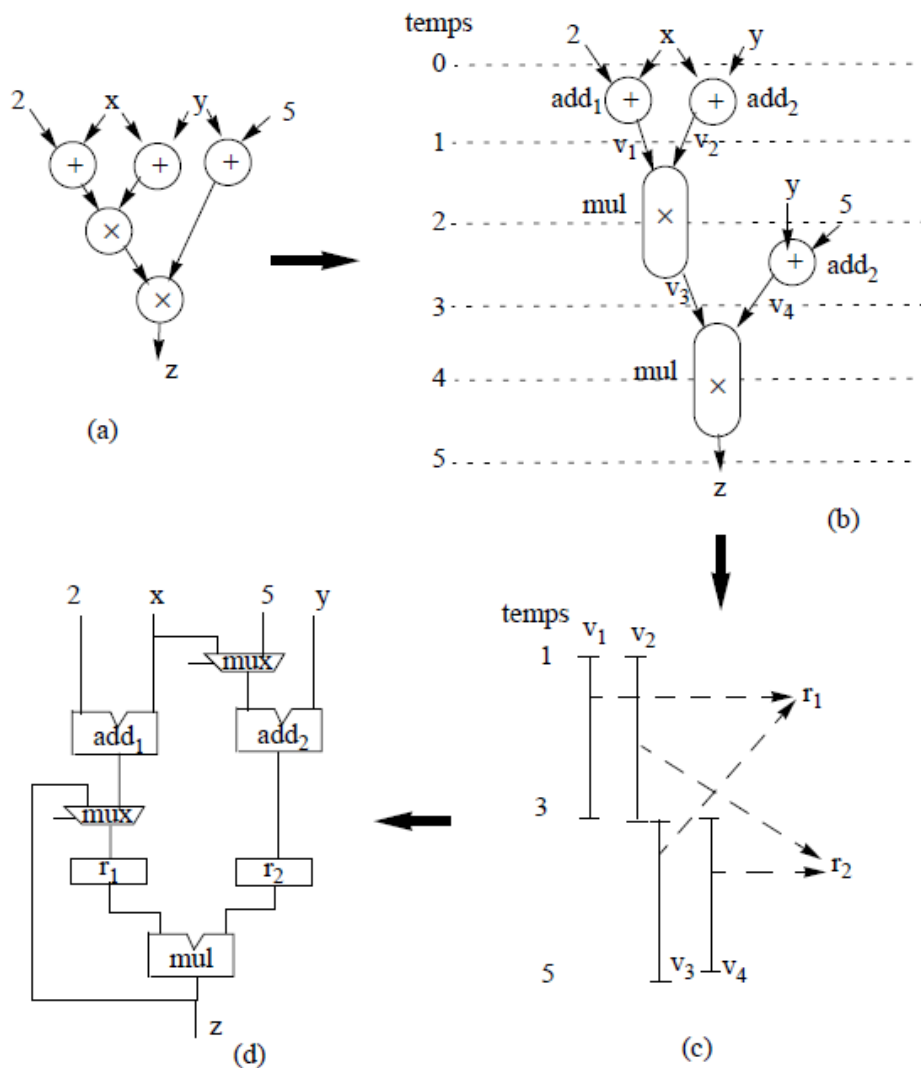 2 x y 5
+ + +
×
×
z
(a)
temps
2 x y
0
add1 + + add2
1
v1 v2
mul × y 5
2
+ add2
v3 v4
3
mul ×
4
5
z
(b)
temps
v1 v2
1
r1
3
r2
v3 v4
5
(c)
2 x 5 y
mux
add1 add2
mux
r1 r2
mul
z
(d)